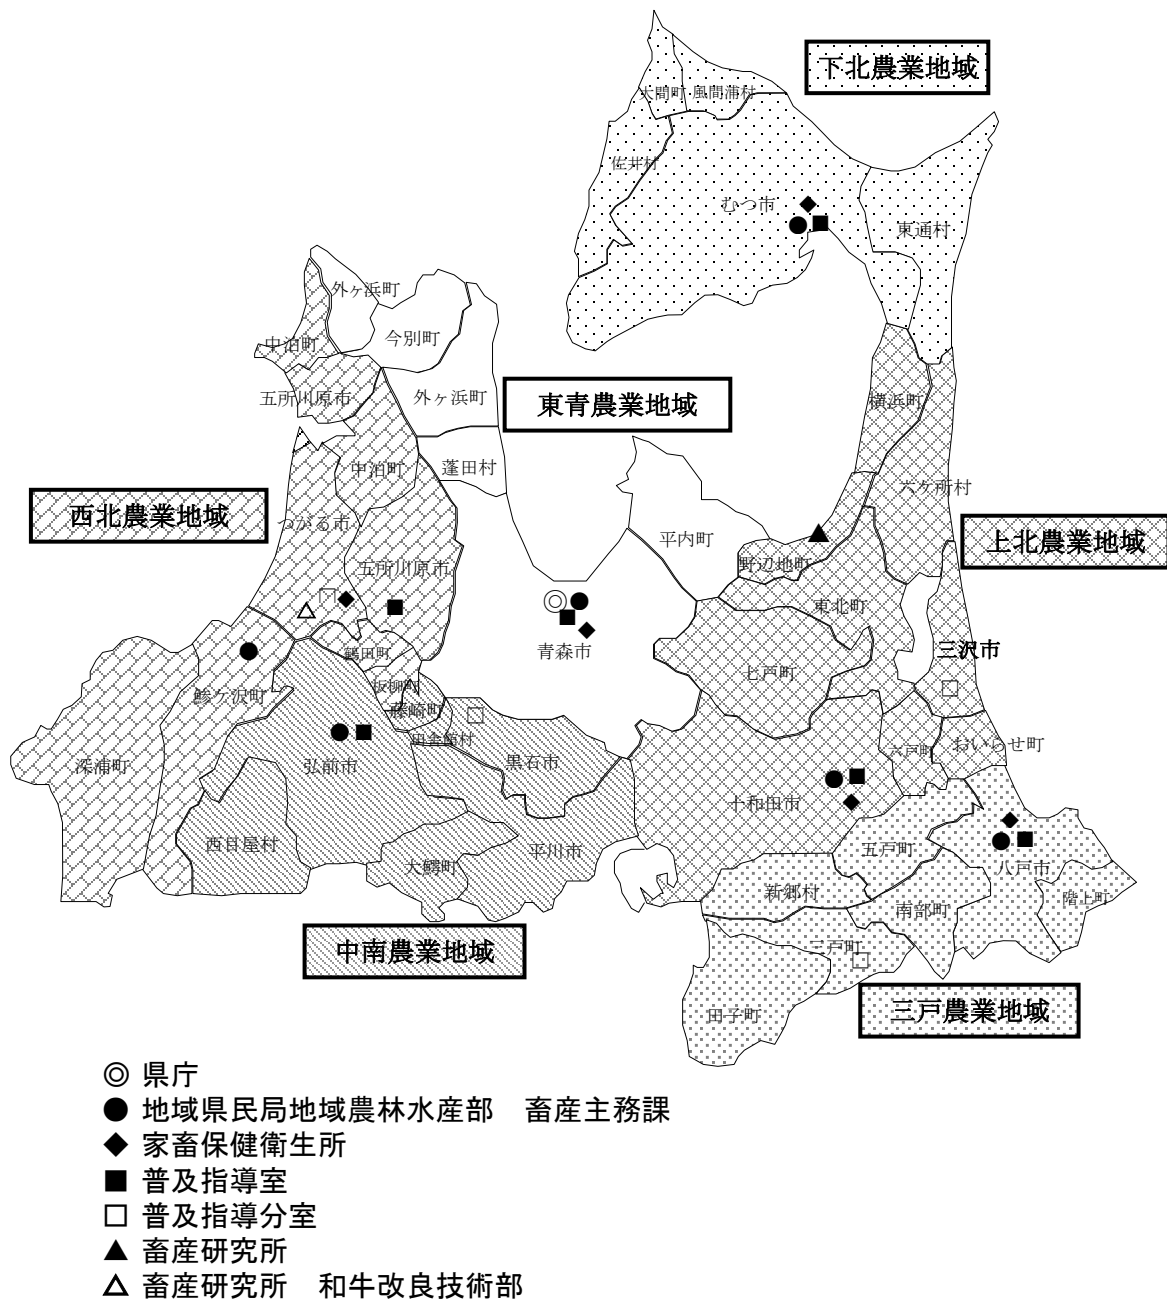 下北農業地域
大間町
風間浦村
佐井村
むつ市
東通村
外ヶ浜町
今別町
中泊町
五所川原市
外ヶ浜町
東青農業地域
横浜町
蓬田村
中泊町
六ヶ所村
西北農業地域
つがる市
平内町
上北農業地域
五所川原市
野辺地町
東北町
青森市
鶴田町
三沢市
七戸町
板柳町
鰺ヶ沢町
藤崎町
田舎館村
六戸町
おいらせ町
深浦町
弘前市
黒石市
十和田市
西目屋村
大鰐町
平川市
五戸町
八戸市
新郷村
南部町
階上町
中南農業地域
三戸町
三戸農業地域
田子町
◎ 県庁
● 地域県民局地域農林水産部　畜産主務課
◆ 家畜保健衛生所
■ 普及指導室
□ 普及指導分室
▲ 畜産研究所
△ 畜産研究所　和牛改良技術部